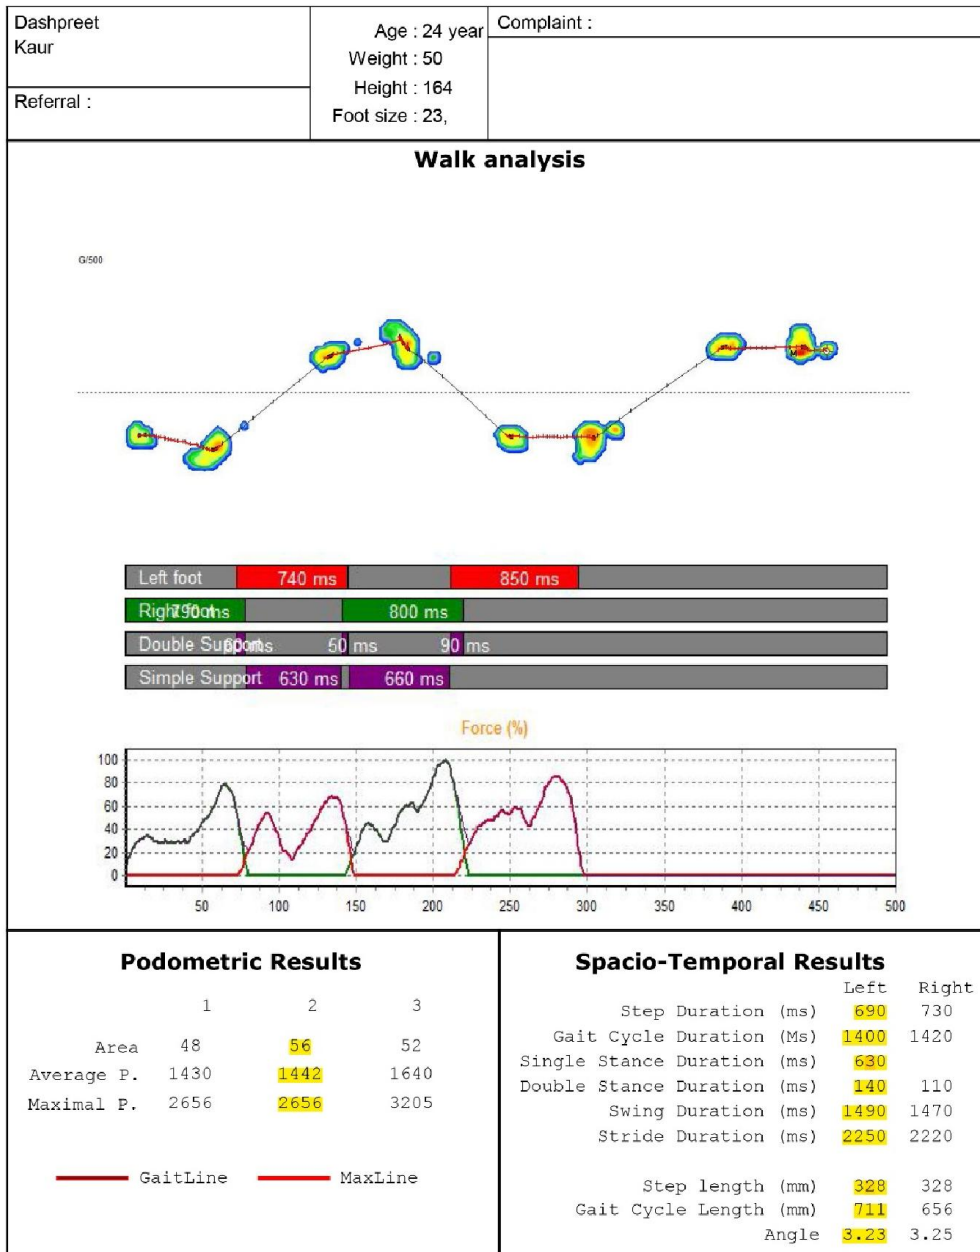 Dashpreet
Kaur
Referral :
Age : 24 year
Weight : 50
Height : 164
Foot size : 23,
Complaint :
Walk analysis
G/500
Left foot 740 ms 850 ms
Right foot 790 ms 800 ms
Double Support 60 ms 50 ms 90 ms
Simple Support 630 ms 660 ms
Force (%)
100
80
60
40
20
0
50 100 150 200 250 300 350 400 450 500
Podometric Results
1 2 3
Area 48 56 52
Average P. 1430 1442 1640
Maximal P. 2656 2656 3205
GaitLine MaxLine
Spacio-Temporal Results
Left Right
Step Duration (ms) 690 730
Gait Cycle Duration (Ms) 1400 1420
Single Stance Duration (ms) 630
Double Stance Duration (ms) 140 110
Swing Duration (ms) 1490 1470
Stride Duration (ms) 2250 2220
Step length (mm) 328 328
Gait Cycle Length (mm) 711 656
Angle 3.23 3.25